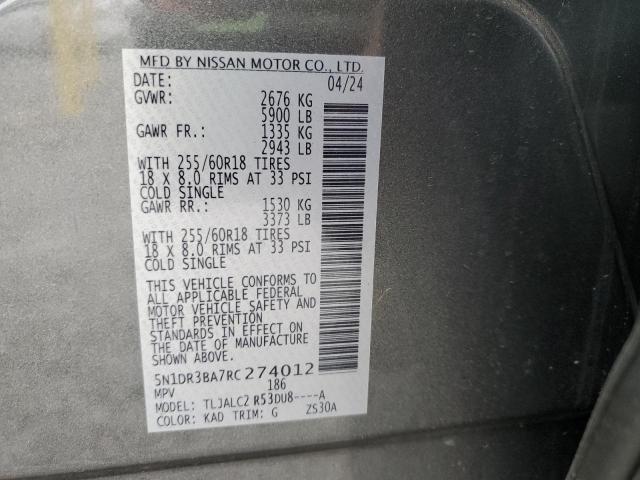 MFD BY NISSAN MOTOR CO., LTD.
DATE: 04/24
GVWR: 2676 KG
5900 LB
GAWR FR.: 1335 KG
2943 LB
WITH 255/60R18 TIRES
18 X 8.0 RIMS AT 33 PSI
COLD SINGLE
GAWR RR.: 1530 KG
3373 LB
WITH 255/60R18 TIRES
18 X 8.0 RIMS AT 33 PSI
COLD SINGLE
THIS VEHICLE CONFORMS TO
ALL APPLICABLE FEDERAL
MOTOR VEHICLE SAFETY AND
THEFT PREVENTION
STANDARDS IN EFFECT ON
THE DATE OF MANUFACTURE
SHOWN ABOVE.
5N1DR3BA7RC274012
MPV 186
MODEL: TLJALC2 R53DU8----A
COLOR: KAD TRIM: G ZS30A